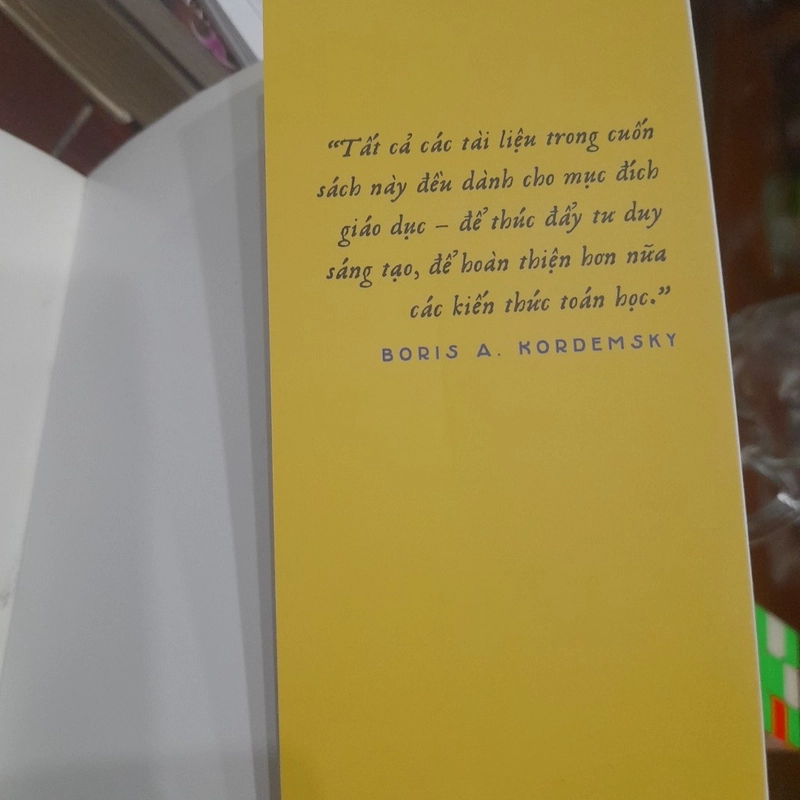 “Tất cả các tài liệu trong cuốn
sách này đều dành cho mục đích
giáo dục – để thúc đẩy tư duy
sáng tạo, để hoàn thiện hơn nữa
các kiến thức toán học.”
BORIS A. KORDEMSKY